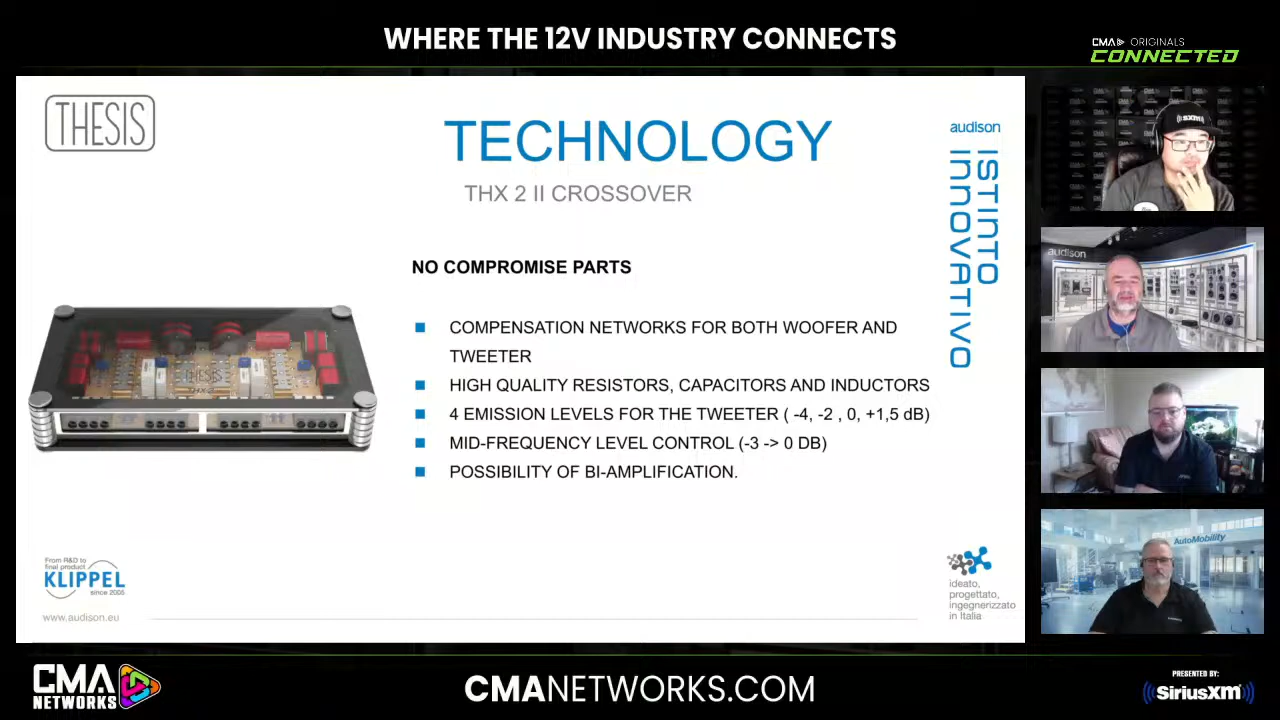 WHERE THE 12V INDUSTRY CONNECTS
CMA ORIGINALS
CONNECTED
THESIS
TECHNOLOGY
THX 2 II CROSSOVER
audison
ISTINTO
INNOVATIVO
NO COMPROMISE PARTS
COMPENSATION NETWORKS FOR BOTH WOOFER AND
TWEETER
HIGH QUALITY RESISTORS, CAPACITORS AND INDUCTORS
4 EMISSION LEVELS FOR THE TWEETER ( -4, -2 , 0, +1,5 dB)
MID-FREQUENCY LEVEL CONTROL (-3 -> 0 DB)
POSSIBILITY OF BI-AMPLIFICATION.
THESIS
From R&D to
final product
KLIPPEL
since 2005
www.audison.eu
ideato,
progettato,
ingegnerizzato
in Italia
sxm
audison
AutoMobility
CMA
NETWORKS
CMANETWORKS.COM
PRESENTED BY:
SiriusXM